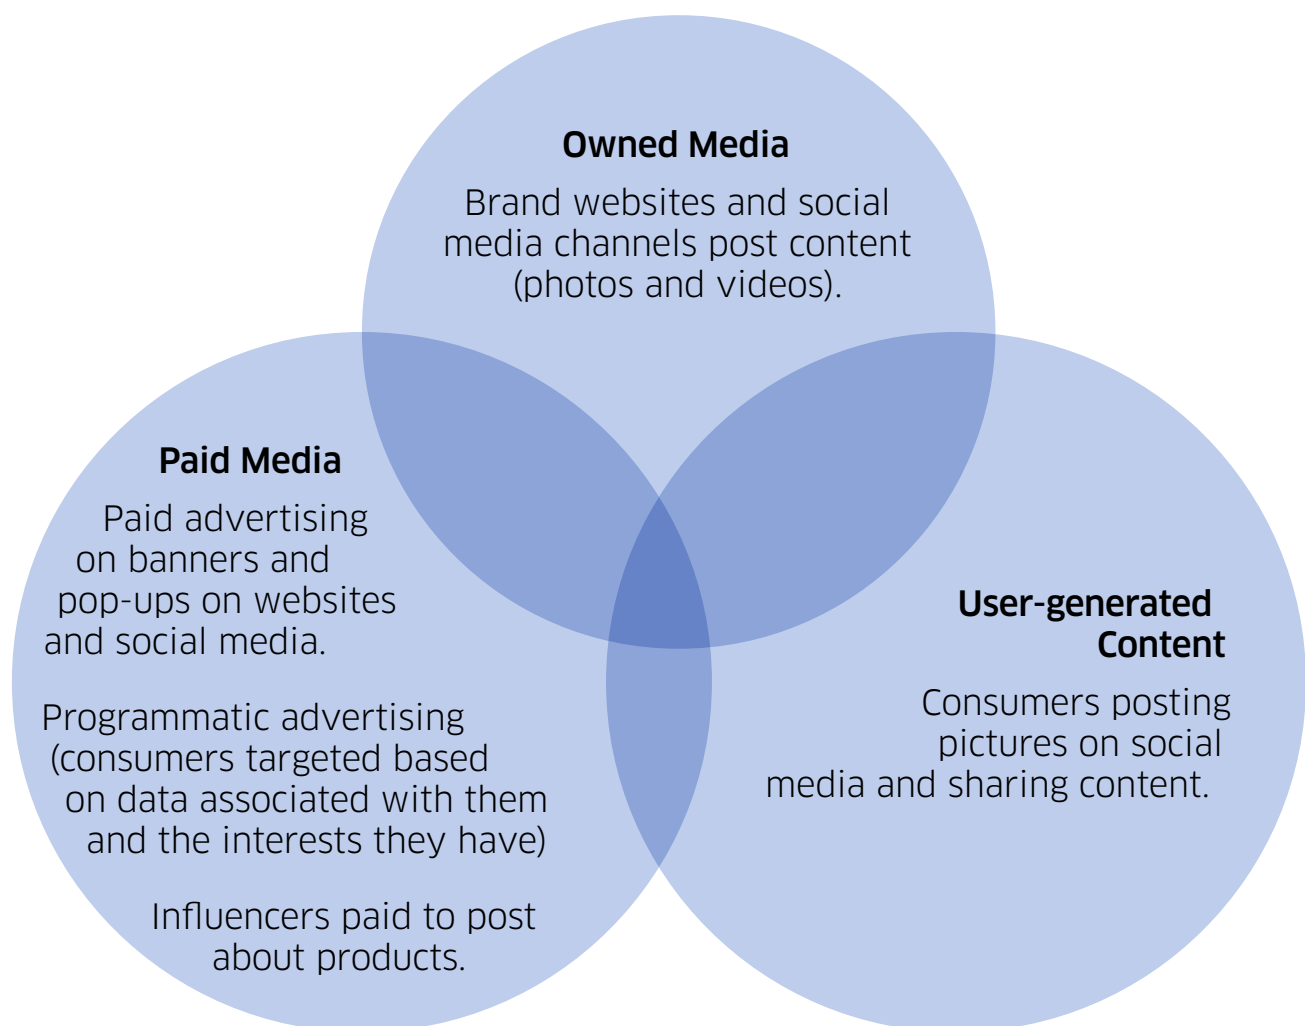 Owned Media
Brand websites and social
media channels post content
(photos and videos).
Paid Media
Paid advertising
on banners and
pop-ups on websites
and social media.
Programmatic advertising
(consumers targeted based
on data associated with them
and the interests they have)
Influencers paid to post
about products.
User-generated
Content
Consumers posting
pictures on social
media and sharing content.